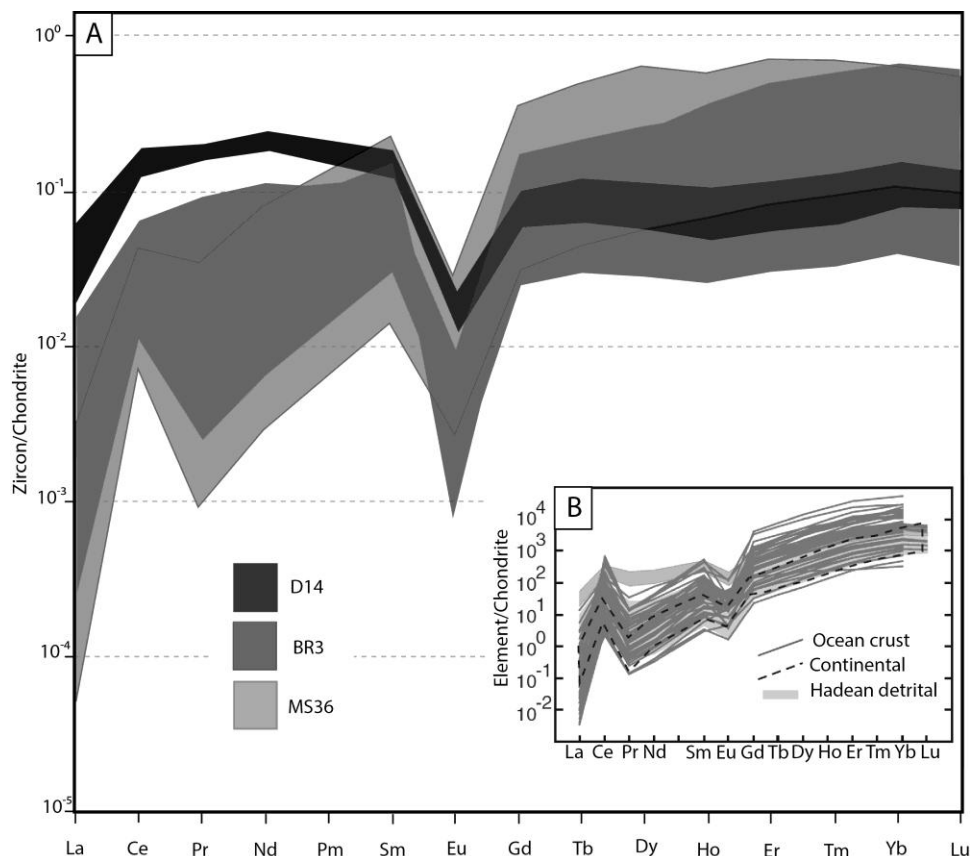 A
Zircon/Chondrite
10⁰
10⁻¹
10⁻²
10⁻³
10⁻⁴
10⁻⁵
D14
BR3
MS36
La Ce Pr Nd Pm Sm Eu Gd Tb Dy Ho Er Tm Yb Lu
B
Element/Chondrite
10⁴
10³
10²
10¹
10⁰
10⁻¹
10⁻²
Ocean crust
Continental
Hadean detrital
La Ce Pr Nd Sm Eu Gd Tb Dy Ho Er Tm Yb Lu